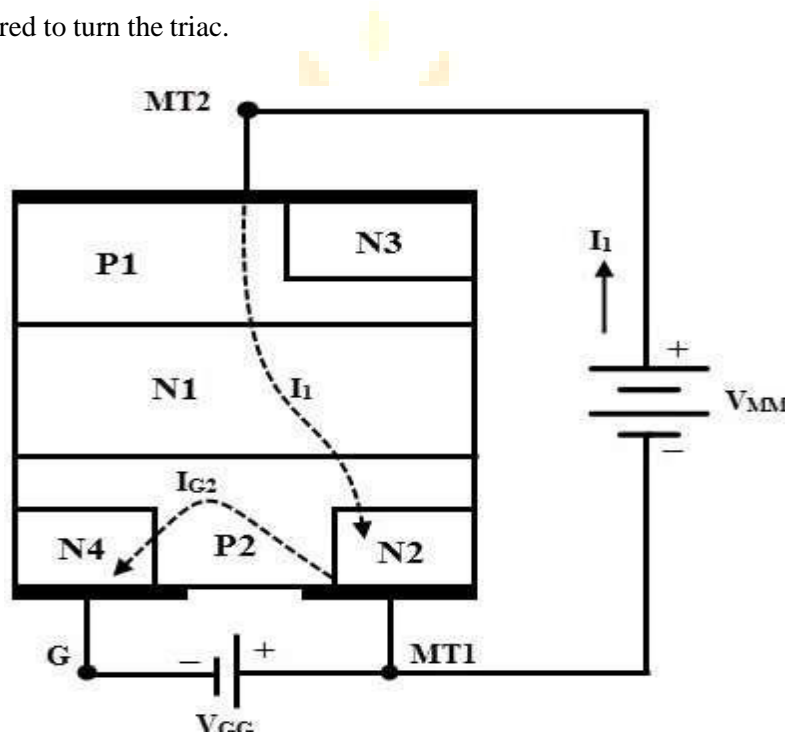 red to turn the triac.
MT2
P1
N3
I1
+
N1
I1
VMM
−
IG2
N4
P2
N2
G
−
+
MT1
VGG